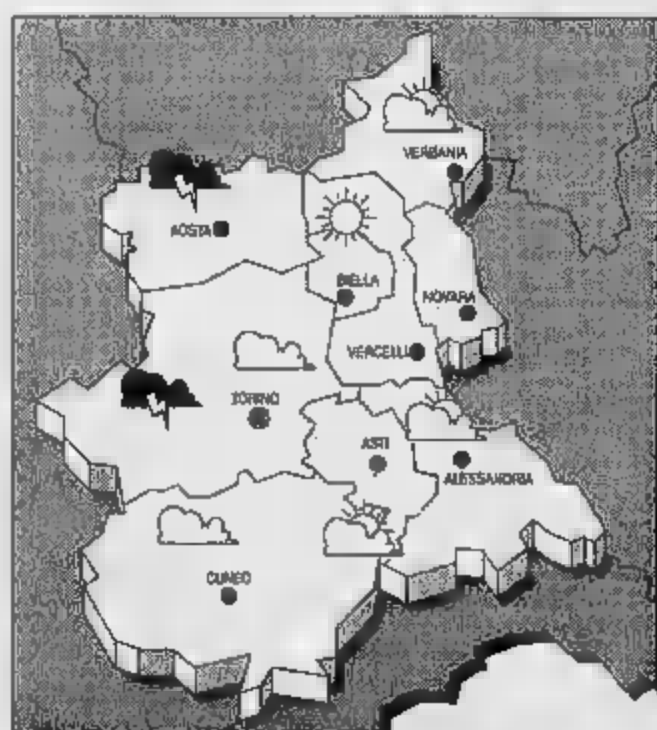 VERBANIA
AOSTA
BIELLA
NOVARA
VERCELLI
TORINO
ASTI
ALESSANDRIA
CUNEO